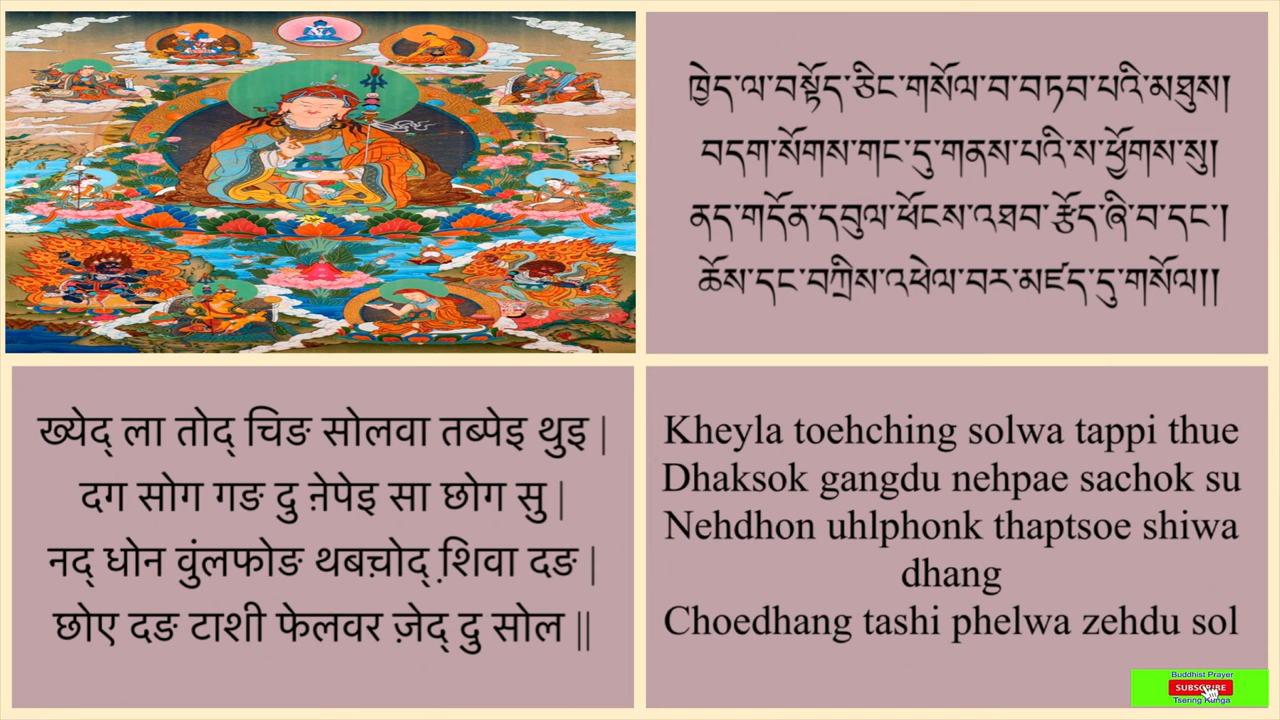 ཁྱེད་ལ་བསྟོད་ཅིང་གསོལ་བ་བཏབ་པའི་མཐུས།
བདག་སོགས་གང་དུ་གནས་པའི་ས་ཕྱོགས་སུ།
ནད་གདོན་དབུལ་ཕོངས་འཐབ་རྩོད་ཞི་བ་དང་།
ཆོས་དང་བཀྲིས་འཕེལ་བར་མཛད་དུ་གསོལ།།
ख्येद् ला तोद् चिङ सोलवा तब्पेइ थुइ |
दग सोग गङ दु ऩेपेइ सा छोग सु |
नद् धोन वुंलफोङ थबच़ोद् श़िवा दङ |
छोए दङ टाशी फेलवर ज़ेद् दु सोल ||
Kheyla toehching solwa tappi thue
Dhaksok gangdu nehpae sachok su
Nehdhon uhlphonk thaptsoe shiwa
dhang
Choedhang tashi phelwa zehdu sol
Buddhist Prayer
SUBSCRIBE
Tsering Kunga